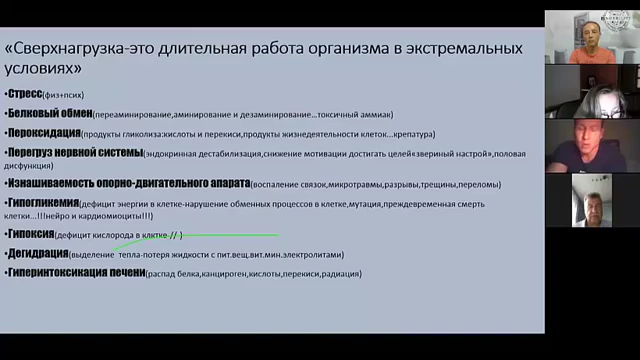 «Сверхнагрузка-это длительная работа организма в экстремальных
условиях»
•Стресс(физ+псих)
•Белковый обмен(переаминирование,аминирование и дезаминирование...токсичный аммиак)
•Пероксидация(продукты гликолиза:кислоты и перекиси,продукты жизнедеятельности клеток...крепатура)
•Перегруз нервной системы(эндокринная дестабилизация,снижение мотивации достигать целей«звериный настрой»,половая
дисфункция)
•Изнашиваемость опорно-двигательного апарата(воспаление связок,микротравмы,разрывы,трещины,переломы)
•Гипогликемия(дефицит энергии в клетке-нарушение обменных процессов в клетке,мутация,преждевременная смерть
клетки...!!!нейро и кардиомиоциты!!!)
•Гипоксия(дефицит кислорода в клктке-// )
•Дегидрация(выделение тепла-потеря жидкости с пит.вещ.вит.мин.электролитами)
•Гиперинтоксикация печени(распад белка,канцироген,кислоты,перекиси,радиация)